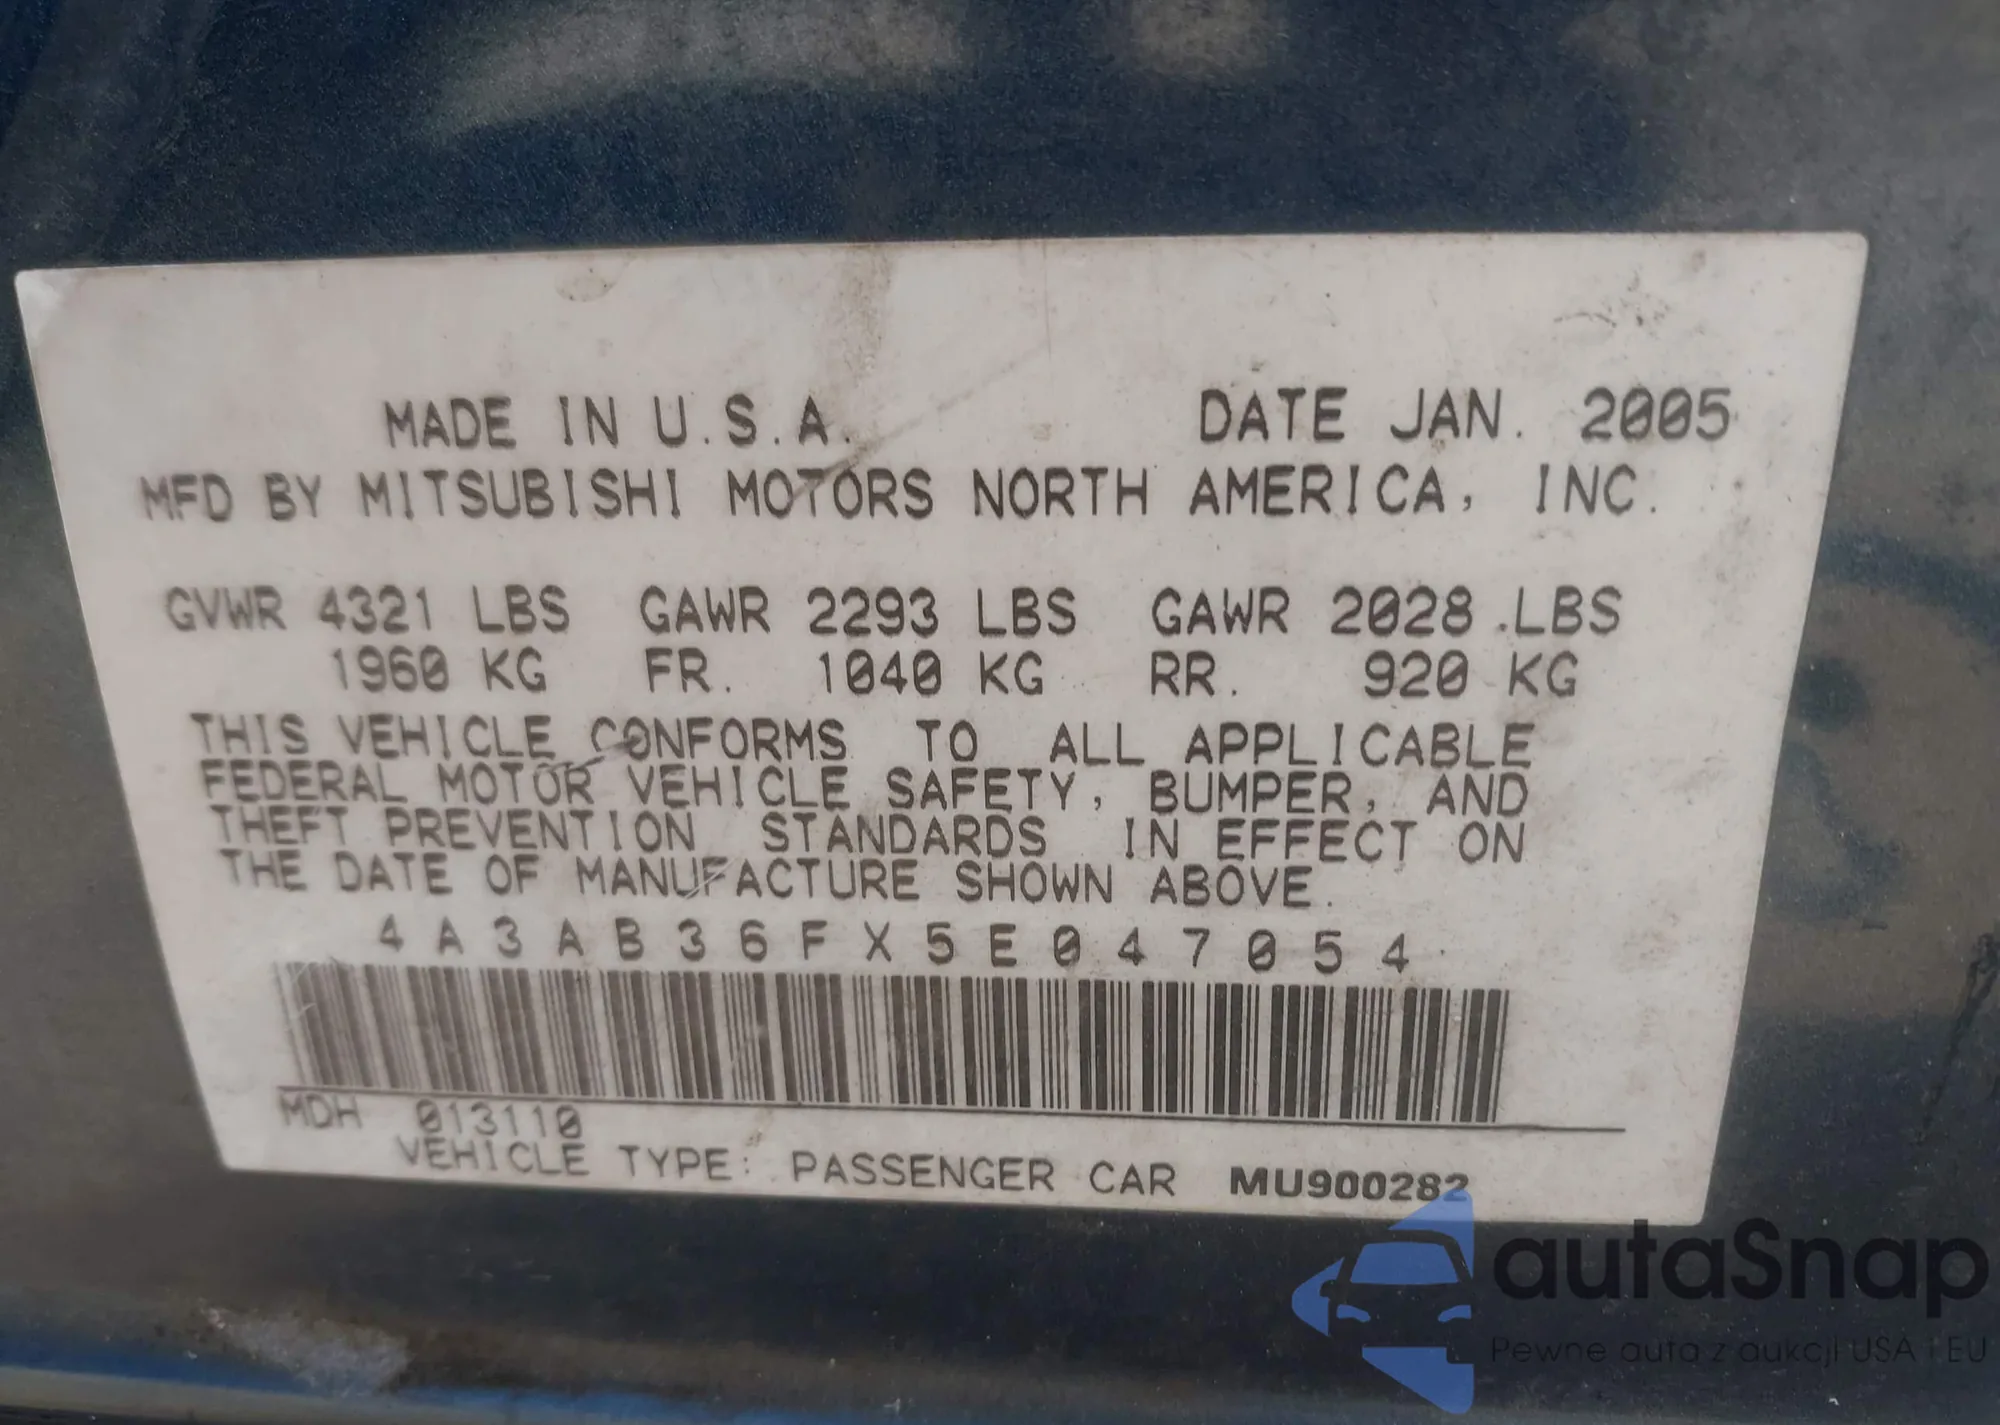 MADE IN U.S.A. DATE JAN. 2005
MFD BY MITSUBISHI MOTORS NORTH AMERICA, INC.
GVWR 4321 LBS GAWR 2293 LBS GAWR 2028 LBS
1960 KG FR. 1040 KG RR. 920 KG
THIS VEHICLE CONFORMS TO ALL APPLICABLE
FEDERAL MOTOR VEHICLE SAFETY, BUMPER, AND
THEFT PREVENTION STANDARDS IN EFFECT ON
THE DATE OF MANUFACTURE SHOWN ABOVE.
4A3AB36FX5E047054
MDH 013110
VEHICLE TYPE: PASSENGER CAR MU900282
autaSnap
Pewne auta z aukcji USA i EU